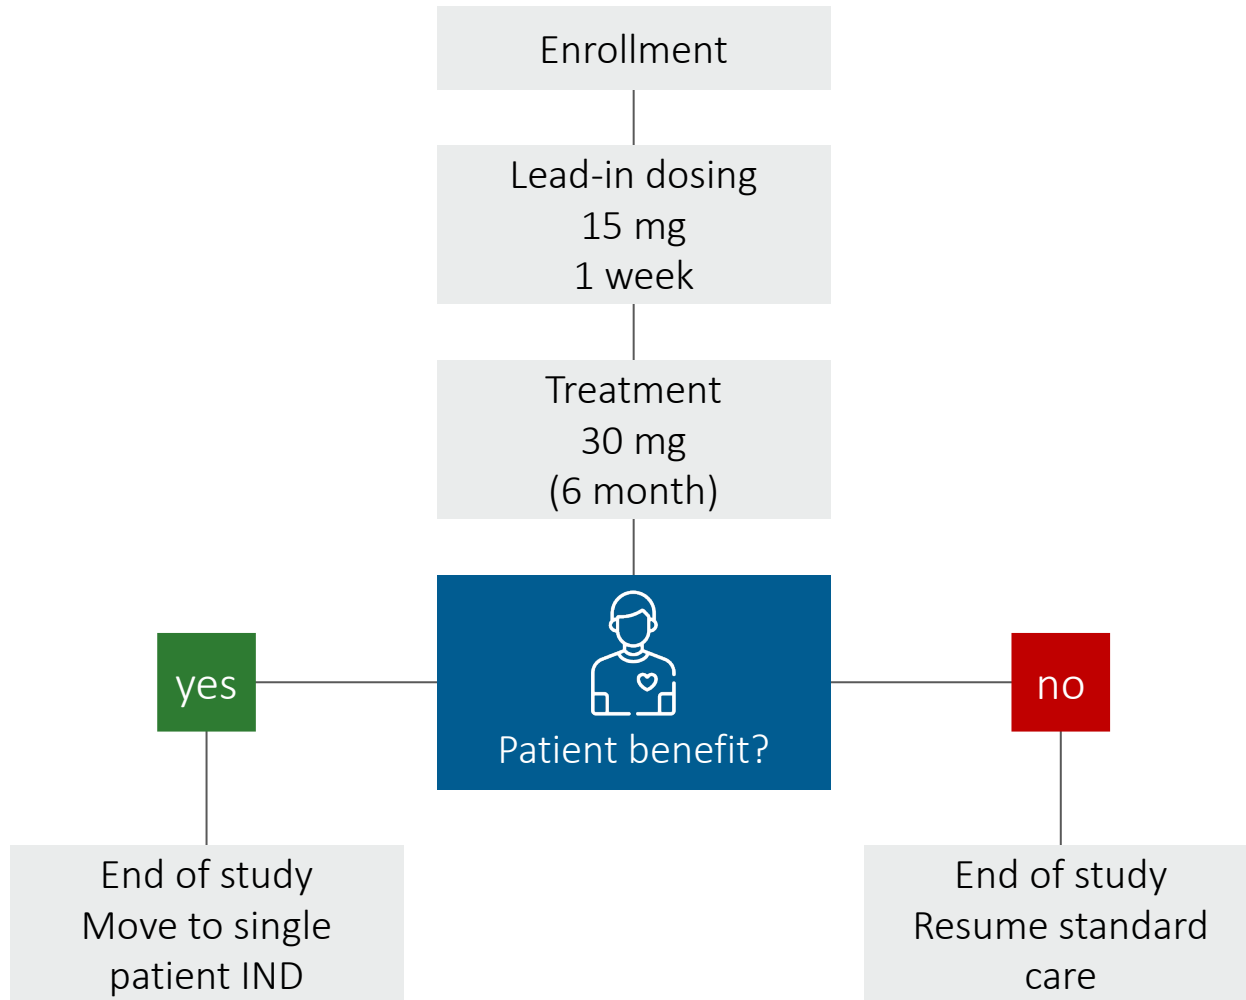 Enrollment
Lead-in dosing
15 mg
1 week
Treatment
30 mg
(6 month)
Patient benefit?
yes
no
End of study
Move to single
patient IND
End of study
Resume standard
care